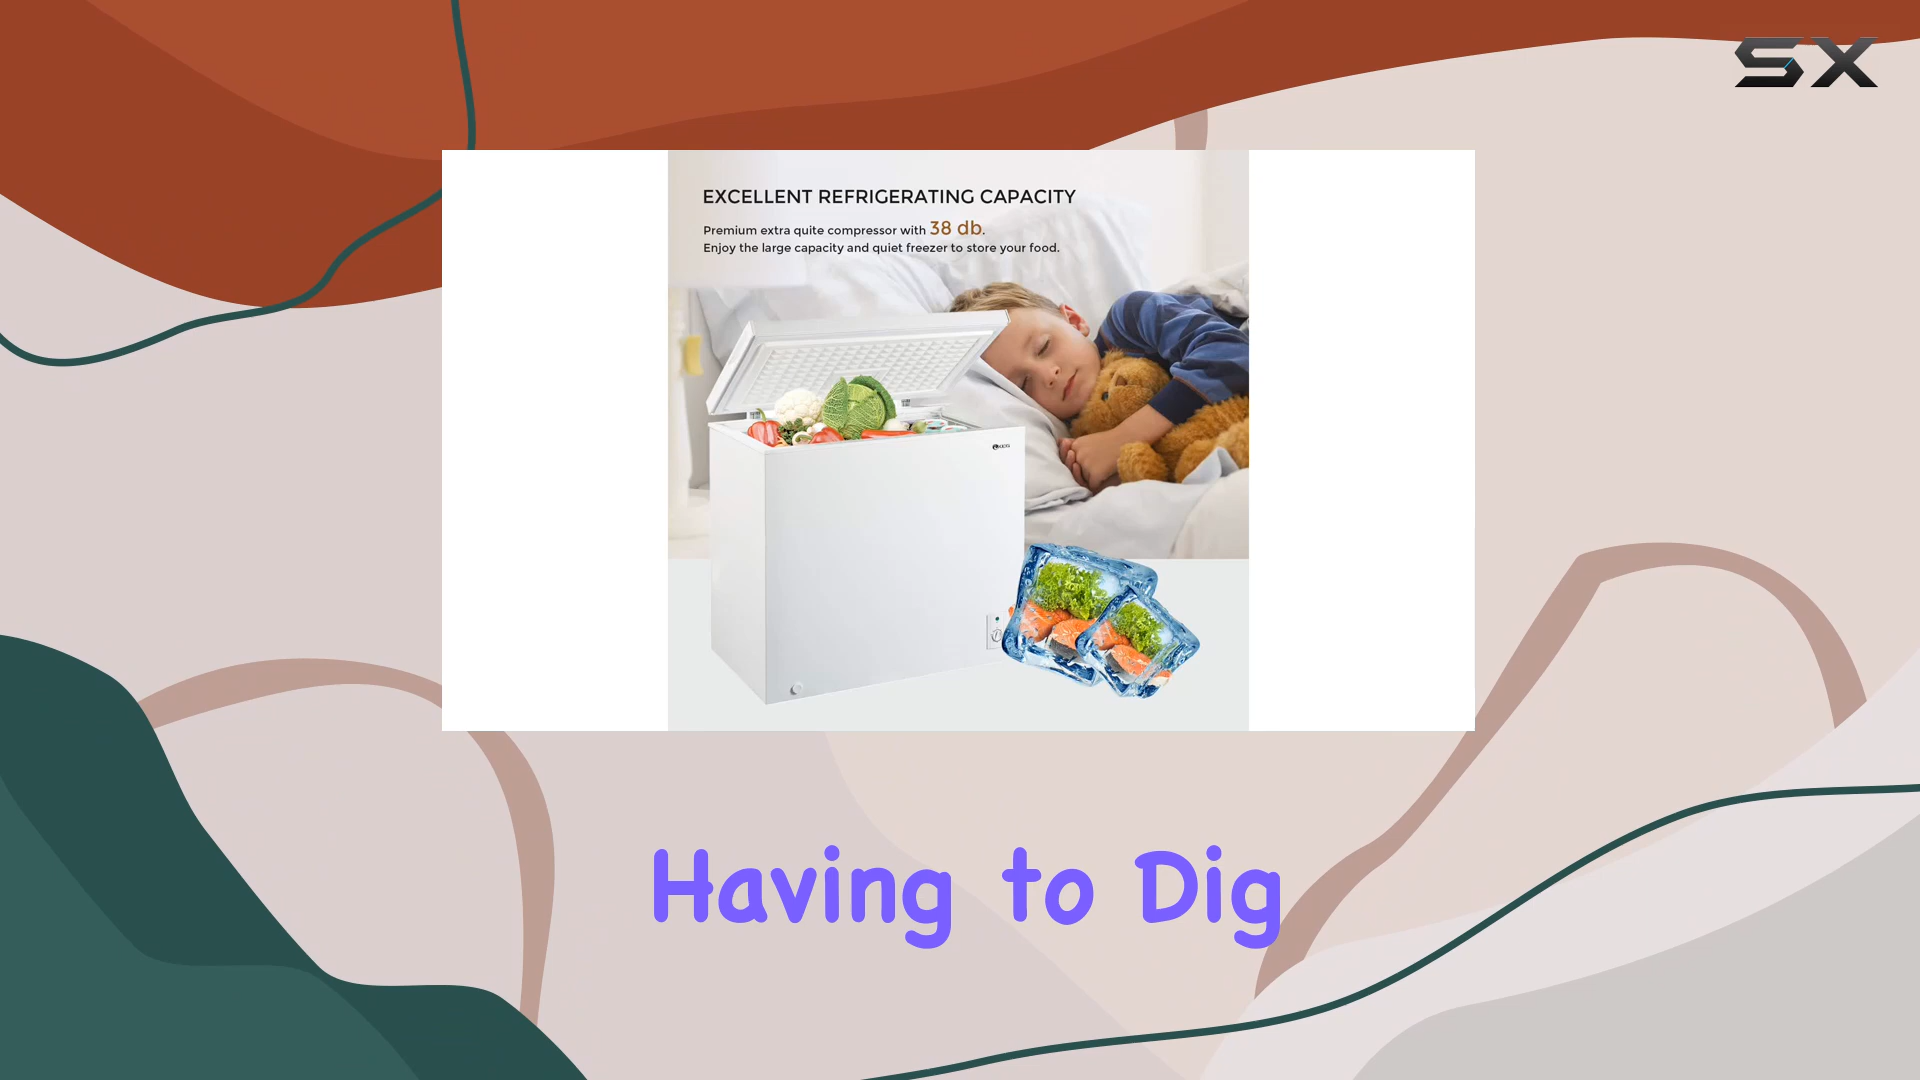 SX
EXCELLENT REFRIGERATING CAPACITY
Premium extra quite compressor with 38 db.
Enjoy the large capacity and quiet freezer to store your food.
Having to Dig